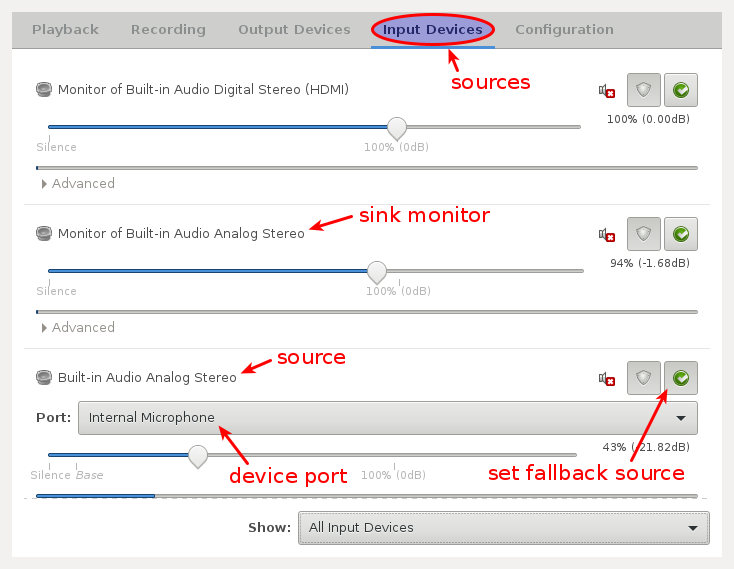 Playback Recording Output Devices Input Devices Configuration
sources
Monitor of Built-in Audio Digital Stereo (HDMI)
100% (0.00dB)
Silence 100% (0dB)
Advanced
sink monitor
Monitor of Built-in Audio Analog Stereo
94% (-1.68dB)
Silence 100% (0dB)
Advanced
source
Built-in Audio Analog Stereo
Port: Internal Microphone
43% (-21.82dB)
Silence Base 100% (0dB)
device port set fallback source
Show: All Input Devices